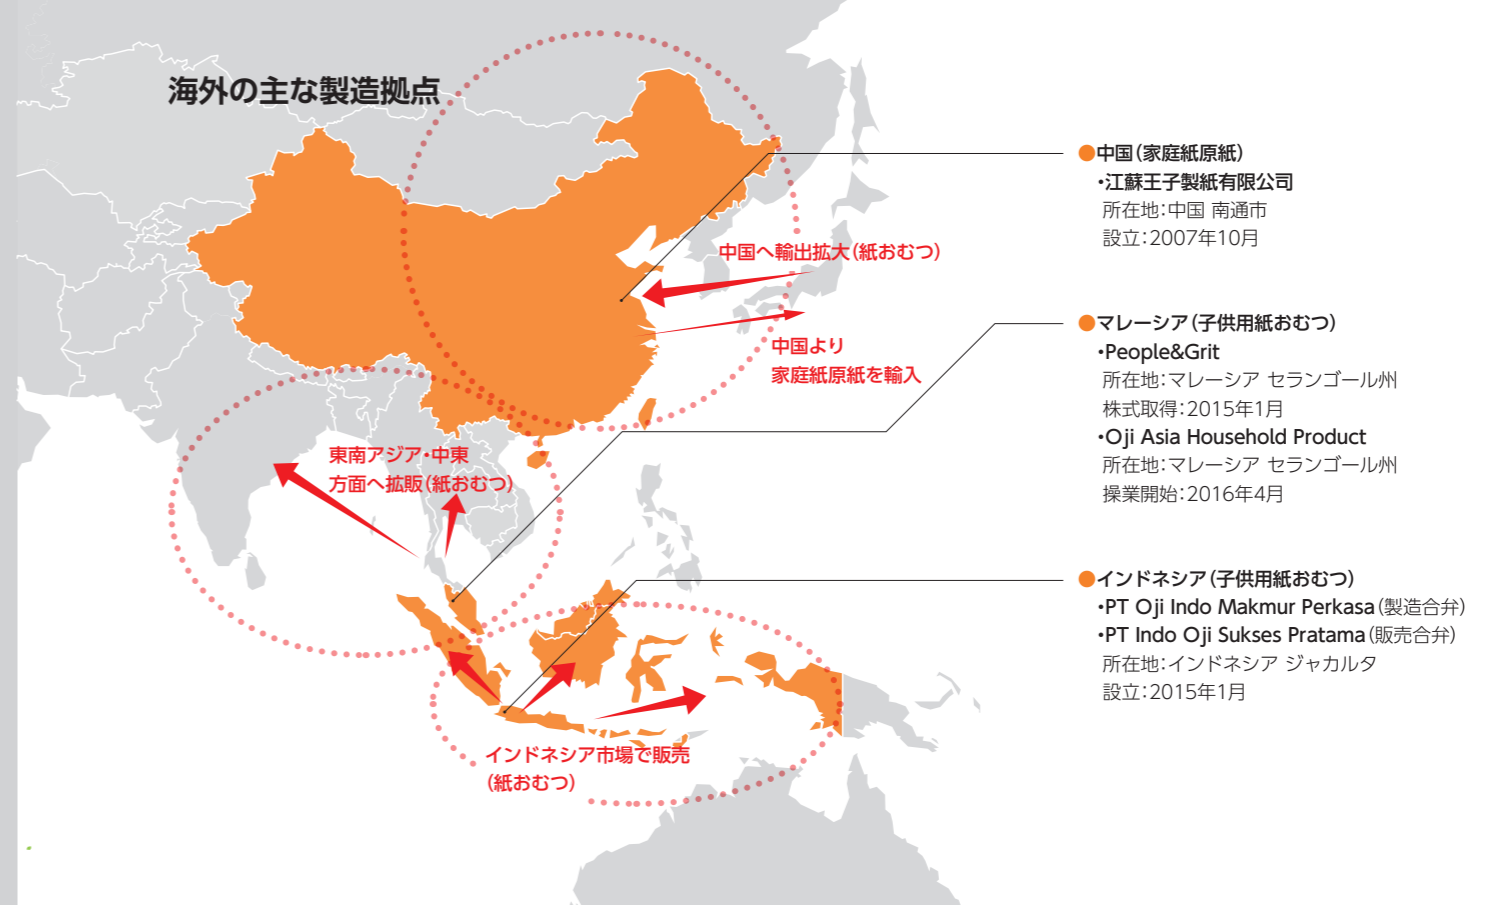 海外の主な製造拠点
中国へ輸出拡大(紙おむつ)
中国より
家庭紙原紙を輸入
東南アジア・中東
方面へ拡販(紙おむつ)
インドネシア市場で販売
(紙おむつ)
●中国(家庭紙原紙)
・江蘇王子製紙有限公司
所在地:中国 南通市
設立:2007年10月
●マレーシア(子供用紙おむつ)
・People&Grit
所在地:マレーシア セランゴール州
株式取得:2015年1月
・Oji Asia Household Product
所在地:マレーシア セランゴール州
操業開始:2016年4月
●インドネシア(子供用紙おむつ)
・PT Oji Indo Makmur Perkasa(製造合弁)
・PT Indo Oji Sukses Pratama(販売合弁)
所在地:インドネシア ジャカルタ
設立:2015年1月